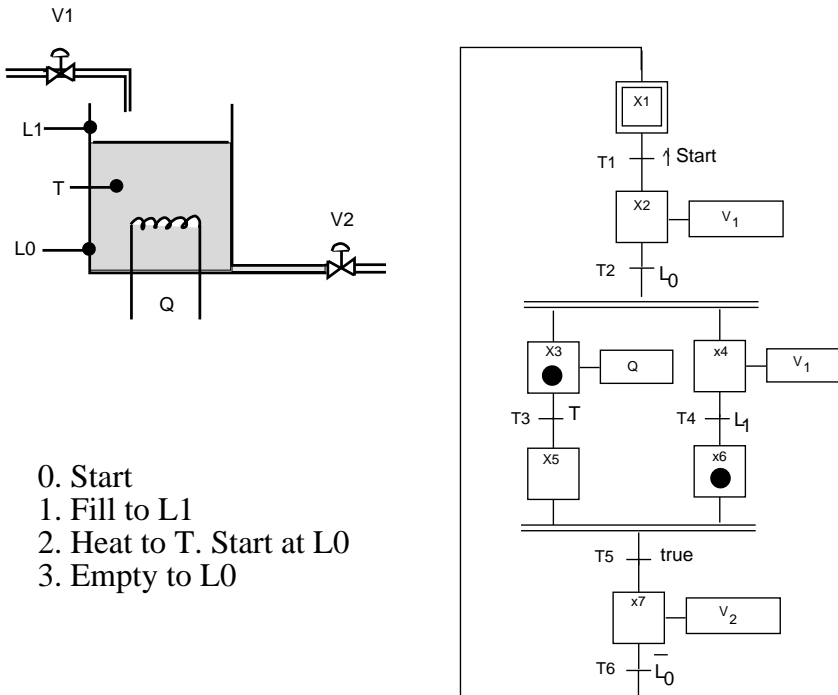 V1
L1
T
L0
V2
Q
0. Start
1. Fill to L1
2. Heat to T. Start at L0
3. Empty to L0
X1
T1 ↑ Start
X2 V₁
T2 L₀
X3 Q x4 V₁
T3 T T4 L₁
X5 x6
T5 true
x7 V₂
T6 L̅₀